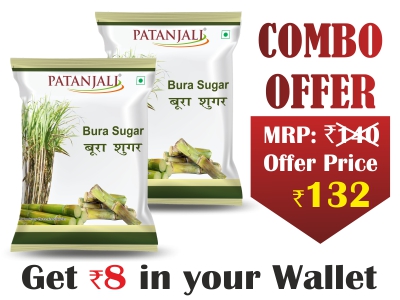 PATANJALI
Bura Sugar
बूरा शुगर
PATANJALI
Bura Sugar
बूरा शुगर
COMBO
OFFER
MRP: ₹140
Offer Price
₹132
Get ₹8 in your Wallet